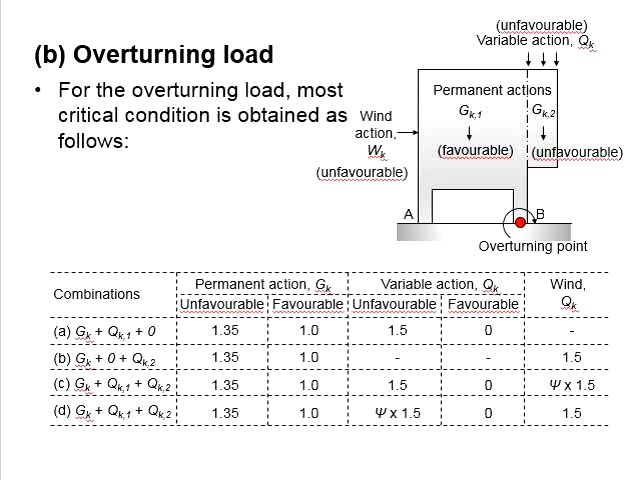 (b) Overturning load
• For the overturning load, most
critical condition is obtained as
follows:
(unfavourable)
Variable action, Qk
Permanent actions
Gk,1
Gk,2
(favourable)
(unfavourable)
Wind
action,
Wk
(unfavourable)
A
B
Overturning point
Combinations
Permanent action, Gk
Variable action, Qk
Wind,
Qk
Unfavourable Favourable Unfavourable Favourable
(a) Gk + Qk,1 + 0 1.35 1.0 1.5 0 -
(b) Gk + 0 + Qk,2 1.35 1.0 - - 1.5
(c) Gk + Qk,1 + Qk,2 1.35 1.0 1.5 0 Ψ x 1.5
(d) Gk + Qk,1 + Qk,2 1.35 1.0 Ψ x 1.5 0 1.5